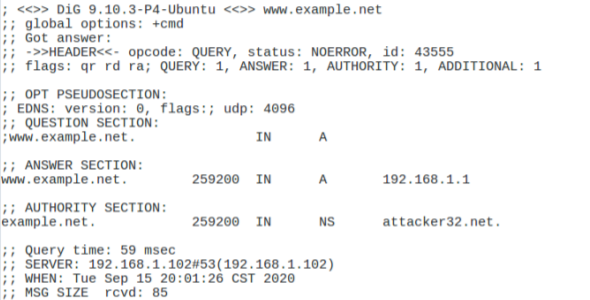 ; <<>> DiG 9.10.3-P4-Ubuntu <<>> www.example.net
;; global options: +cmd
;; Got answer:
;; ->>HEADER<<- opcode: QUERY, status: NOERROR, id: 43555
;; flags: qr rd ra; QUERY: 1, ANSWER: 1, AUTHORITY: 1, ADDITIONAL: 1

;; OPT PSEUDOSECTION:
; EDNS: version: 0, flags:; udp: 4096
;; QUESTION SECTION:
;www.example.net.		IN	A

;; ANSWER SECTION:
www.example.net.	259200	IN	A	192.168.1.1

;; AUTHORITY SECTION:
example.net.		259200	IN	NS	attacker32.net.

;; Query time: 59 msec
;; SERVER: 192.168.1.102#53(192.168.1.102)
;; WHEN: Tue Sep 15 20:01:26 CST 2020
;; MSG SIZE  rcvd: 85